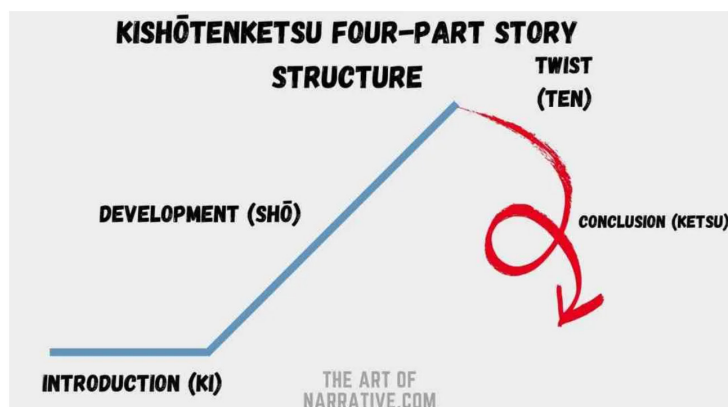 KISHŌTENKETSU FOUR-PART STORY
STRUCTURE
TWIST
(TEN)
DEVELOPMENT (SHŌ)
CONCLUSION (KETSU)
INTRODUCTION (KI)
THE ART OF
NARRATIVE.COM